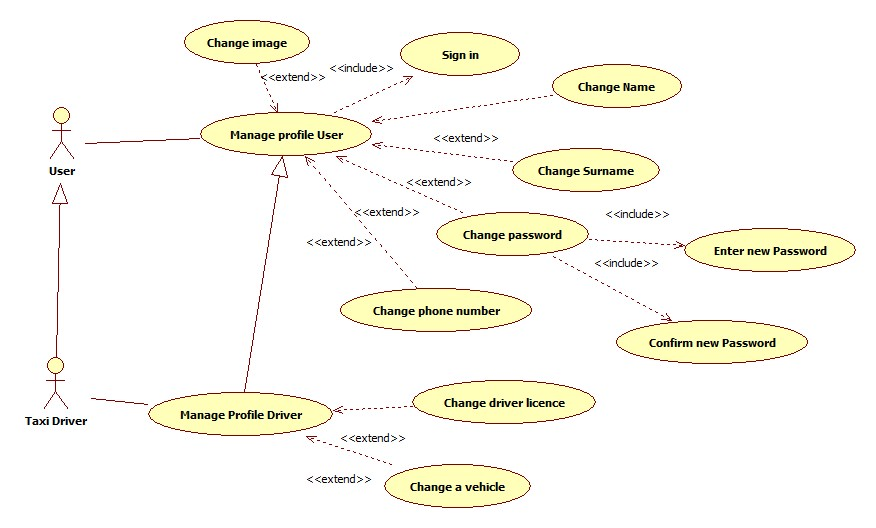 Change image
Sign in
<<include>>
<<extend>>
Change Name
Manage profile User
<<extend>>
User
Change Surname
<<extend>>
<<extend>>
<<include>>
Change password
<<extend>>
Enter new Password
<<include>>
Change phone number
Confirm new Password
Change driver licence
Manage Profile Driver
Taxi Driver
<<extend>>
<<extend>>
Change a vehicle